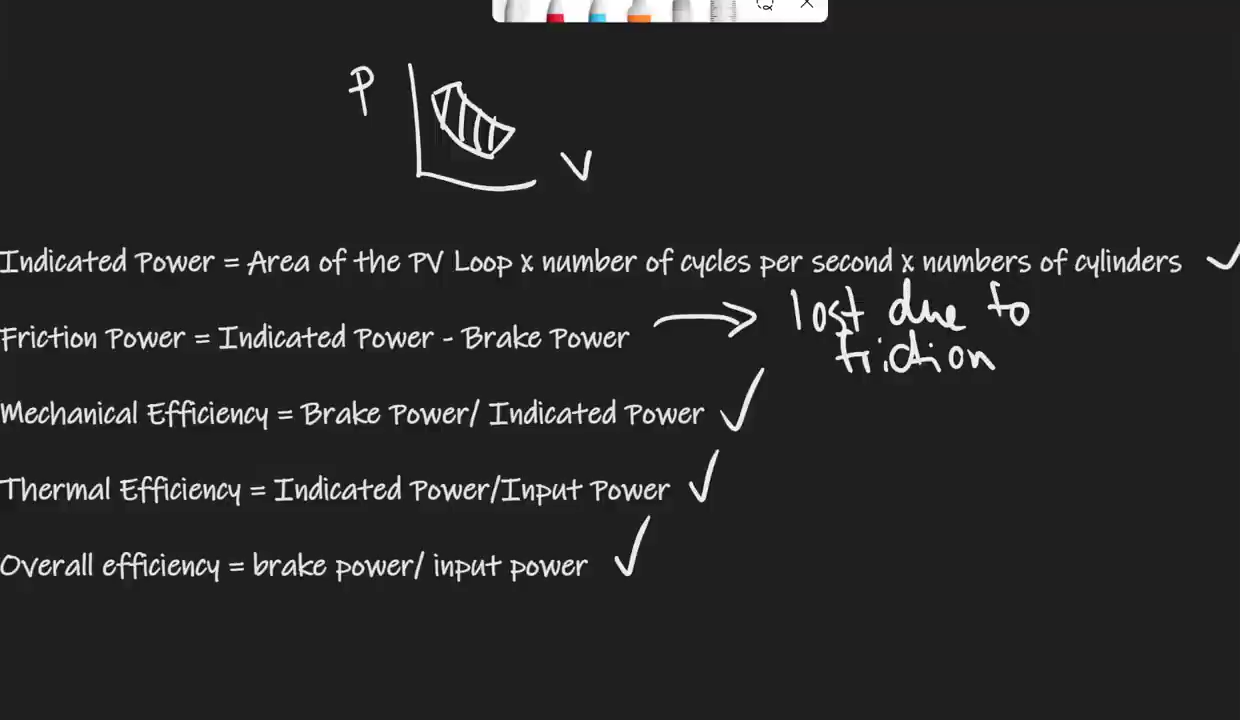 P
V
Indicated Power = Area of the PV Loop x number of cycles per second x numbers of cylinders
Friction Power = Indicated Power - Brake Power
lost due to
friction
Mechanical Efficiency = Brake Power/ Indicated Power
Thermal Efficiency = Indicated Power/Input Power
Overall efficiency = brake power/ input power